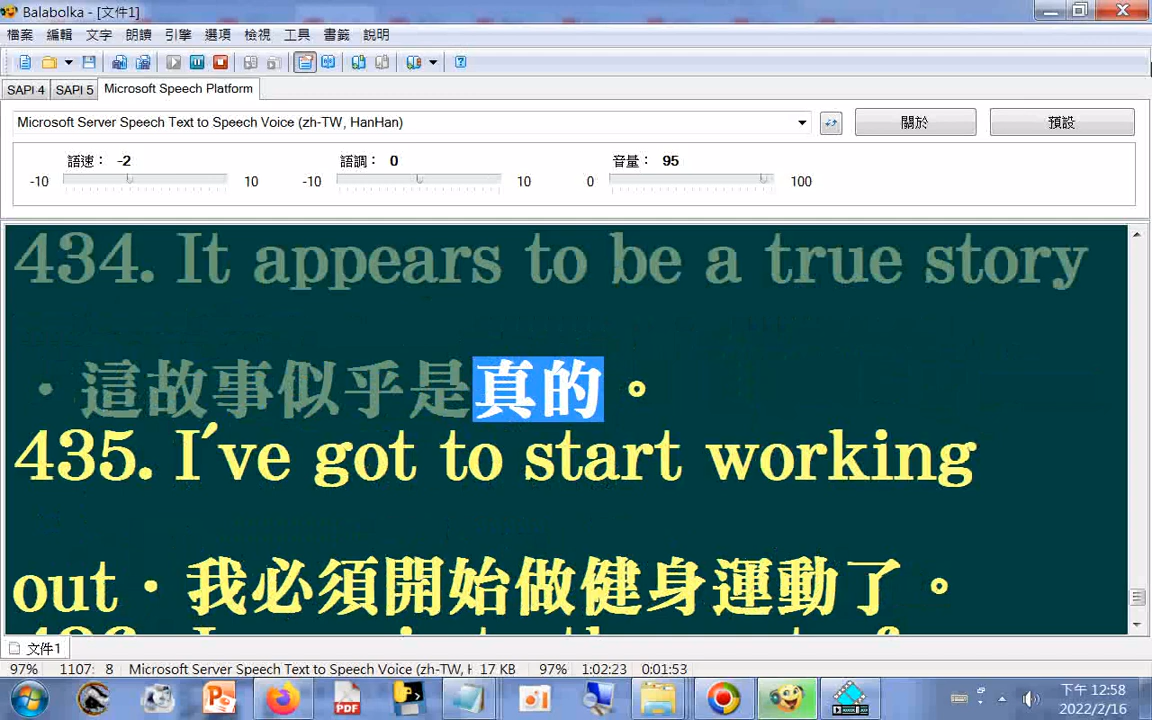 Balabolka - [文件1]
檔案 編輯 文字 朗讀 引擎 選項 檢視 工具 書籤 說明
SAPI 4 SAPI 5 Microsoft Speech Platform
Microsoft Server Speech Text to Speech Voice (zh-TW, HanHan) 關於 預設
語速： -2 語調： 0 音量： 95
-10 10 -10 10 0 100
434. It appears to be a true story
．這故事似乎是真的。
435. I've got to start working
out．我必須開始做健身運動了。
文件1
97% 1107: 8 Microsoft Server Speech Text to Speech Voice (zh-TW, 17 KB 97% 1:02:23 0:01:53
PDF
下午 12:58
2022/2/16